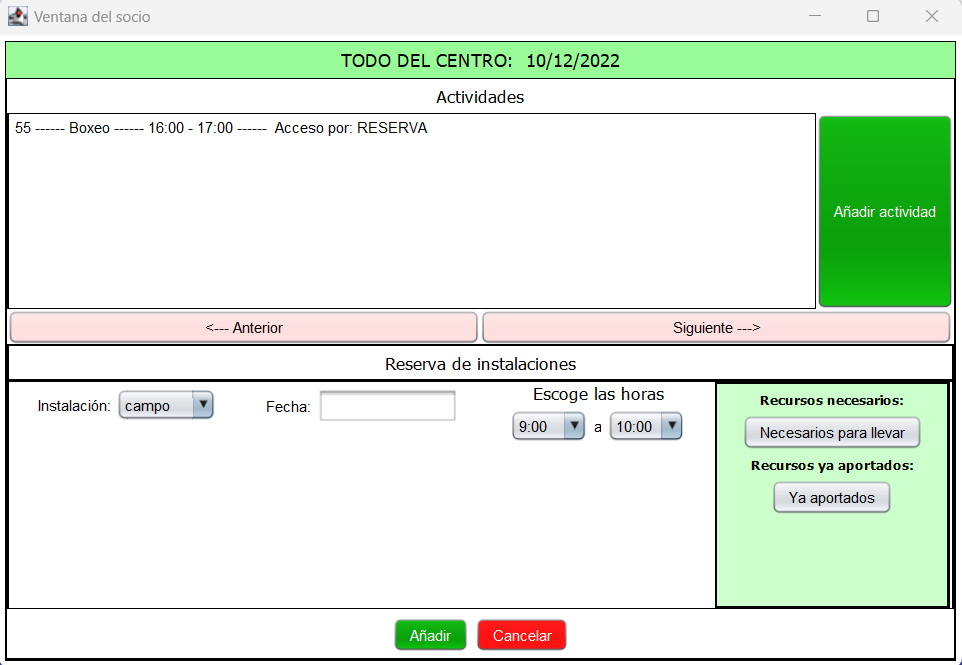 Ventana del socio
TODO DEL CENTRO: 10/12/2022
Actividades
55 ------ Boxeo ------ 16:00 - 17:00 ------ Acceso por: RESERVA
Añadir actividad
<--- Anterior
Siguiente --->
Reserva de instalaciones
Instalación: campo
Fecha:
Escoge las horas
9:00 a 10:00
Recursos necesarios:
Necesarios para llevar
Recursos ya aportados:
Ya aportados
Añadir
Cancelar